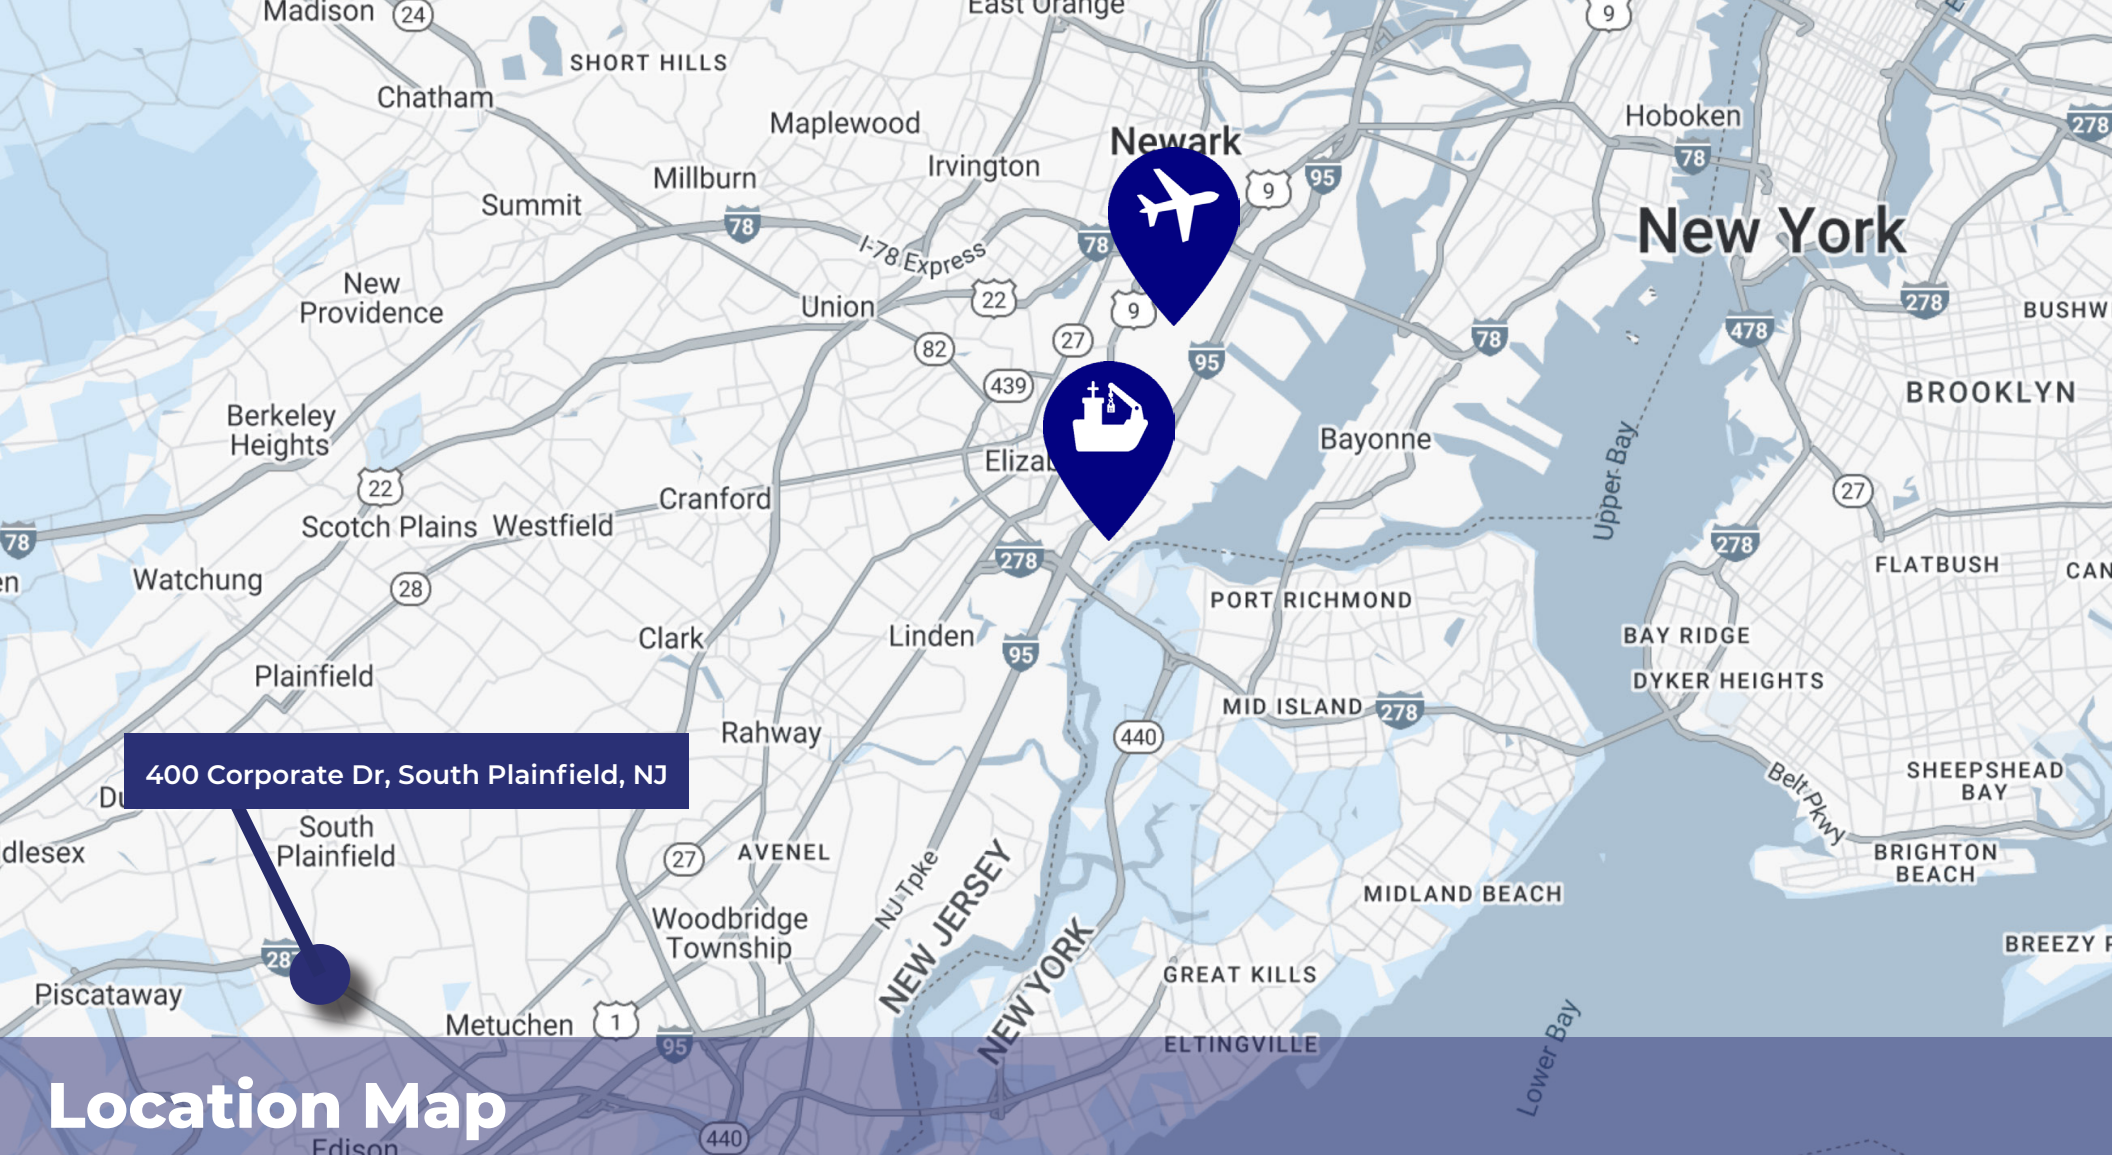 Madison
24
East Orange
9
SHORT HILLS
Chatham
Maplewood
Hoboken
278
Newark
Irvington
78
Millburn
95
9
Summit
78
New York
78
I-78 Express
New
Providence
22
Union
9
278
BUSHW
27
478
78
82
95
439
BROOKLYN
Berkeley
Heights
Bayonne
Elizab
22
Upper Bay
27
Cranford
Scotch Plains
Westfield
78
278
278
FLATBUSH
CAN
en
Watchung
28
PORT RICHMOND
Linden
Clark
BAY RIDGE
95
Plainfield
DYKER HEIGHTS
MID ISLAND
278
Rahway
440
400 Corporate Dr, South Plainfield, NJ
Belt Pkwy
SHEEPSHEAD
BAY
Du
South
Plainfield
dlesex
27
AVENEL
BRIGHTON
BEACH
NJ Tpke
NEW JERSEY
MIDLAND BEACH
Woodbridge
Township
NEW YORK
BREEZY P
287
GREAT KILLS
Piscataway
Metuchen
1
95
ELTINGVILLE
Lower Bay
Location Map
440
Edison